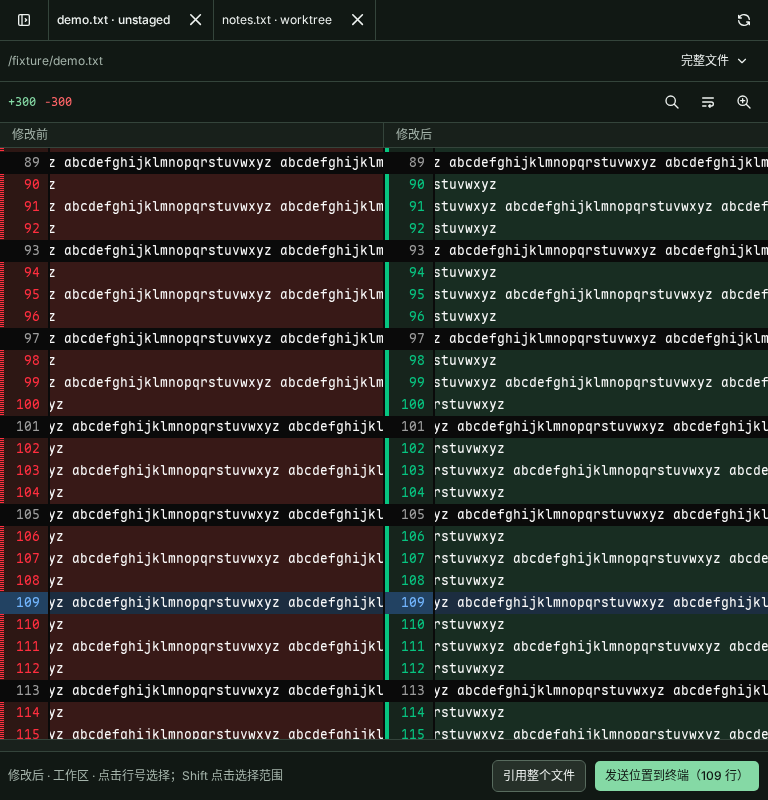 demo.txt · unstaged notes.txt · worktree
/fixture/demo.txt 完整文件
+300 -300
修改前 修改后
89 z abcdefghijklmnopqrstuvwxyz abcdefghijklm 89 z abcdefghijklmnopqrstuvwxyz abcdefghijklm
90 z 90 stuvwxyz
91 z abcdefghijklmnopqrstuvwxyz abcdefghijklm 91 stuvwxyz abcdefghijklmnopqrstuvwxyz abcdef
92 z 92 stuvwxyz
93 z abcdefghijklmnopqrstuvwxyz abcdefghijklm 93 z abcdefghijklmnopqrstuvwxyz abcdefghijklm
94 z 94 stuvwxyz
95 z abcdefghijklmnopqrstuvwxyz abcdefghijklm 95 stuvwxyz abcdefghijklmnopqrstuvwxyz abcdef
96 z 96 stuvwxyz
97 z abcdefghijklmnopqrstuvwxyz abcdefghijklm 97 z abcdefghijklmnopqrstuvwxyz abcdefghijklm
98 z 98 stuvwxyz
99 z abcdefghijklmnopqrstuvwxyz abcdefghijklm 99 stuvwxyz abcdefghijklmnopqrstuvwxyz abcdef
100 yz 100 rstuvwxyz
101 yz abcdefghijklmnopqrstuvwxyz abcdefghijkl 101 yz abcdefghijklmnopqrstuvwxyz abcdefghijkl
102 yz 102 rstuvwxyz
103 yz abcdefghijklmnopqrstuvwxyz abcdefghijkl 103 rstuvwxyz abcdefghijklmnopqrstuvwxyz abcde
104 yz 104 rstuvwxyz
105 yz abcdefghijklmnopqrstuvwxyz abcdefghijkl 105 yz abcdefghijklmnopqrstuvwxyz abcdefghijkl
106 yz 106 rstuvwxyz
107 yz abcdefghijklmnopqrstuvwxyz abcdefghijkl 107 rstuvwxyz abcdefghijklmnopqrstuvwxyz abcde
108 yz 108 rstuvwxyz
109 yz abcdefghijklmnopqrstuvwxyz abcdefghijkl 109 yz abcdefghijklmnopqrstuvwxyz abcdefghijkl
110 yz 110 rstuvwxyz
111 yz abcdefghijklmnopqrstuvwxyz abcdefghijkl 111 rstuvwxyz abcdefghijklmnopqrstuvwxyz abcde
112 yz 112 rstuvwxyz
113 yz abcdefghijklmnopqrstuvwxyz abcdefghijkl 113 yz abcdefghijklmnopqrstuvwxyz abcdefghijkl
114 yz 114 rstuvwxyz
115 yz abcdefghijklmnopqrstuvwxyz abcdefghijkl 115 rstuvwxyz abcdefghijklmnopqrstuvwxyz abcde
修改后 · 工作区 · 点击行号选择；Shift 点击选择范围 引用整个文件 发送位置到终端（109 行）